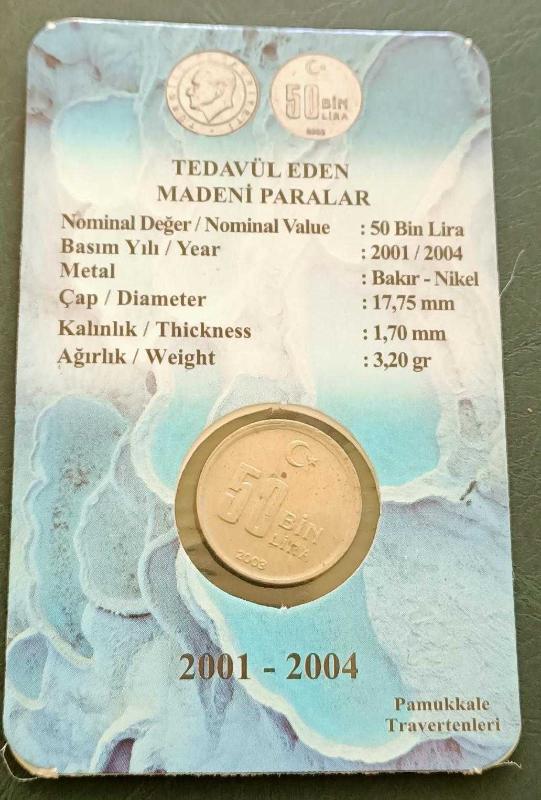 50 BİN
LİRA
2003
TEDAVÜL EDEN
MADENİ PARALAR
Nominal Değer / Nominal Value : 50 Bin Lira
Basım Yılı / Year : 2001 / 2004
Metal : Bakır - Nikel
Çap / Diameter : 17,75 mm
Kalınlık / Thickness : 1,70 mm
Ağırlık / Weight : 3,20 gr
50 BİN
LİRA
2003
2001 - 2004
Pamukkale
Travertenleri